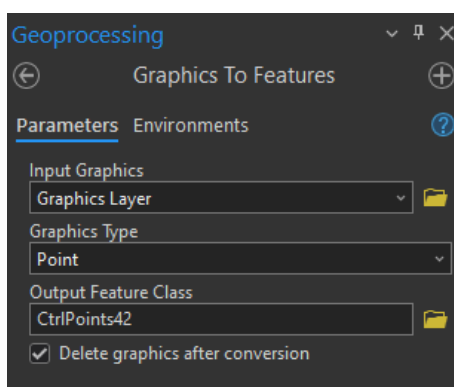 Geoprocessing
Graphics To Features
Parameters Environments
Input Graphics
Graphics Layer
Graphics Type
Point
Output Feature Class
CtrlPoints42
Delete graphics after conversion